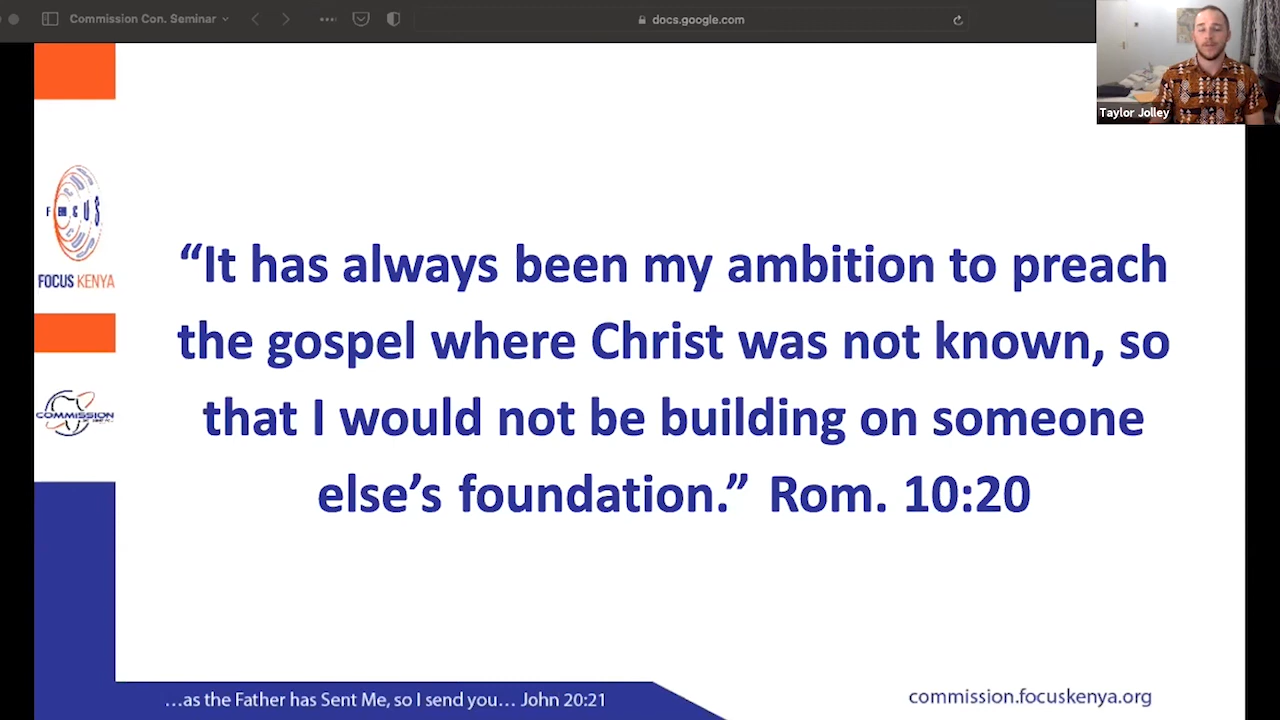 Commission Con. Seminar
docs.google.com
Taylor Jolley
FOCUS KENYA
COMMISSION
“It has always been my ambition to preach
the gospel where Christ was not known, so
that I would not be building on someone
else’s foundation.” Rom. 10:20
...as the Father has Sent Me, so I send you... John 20:21
commission.focuskenya.org